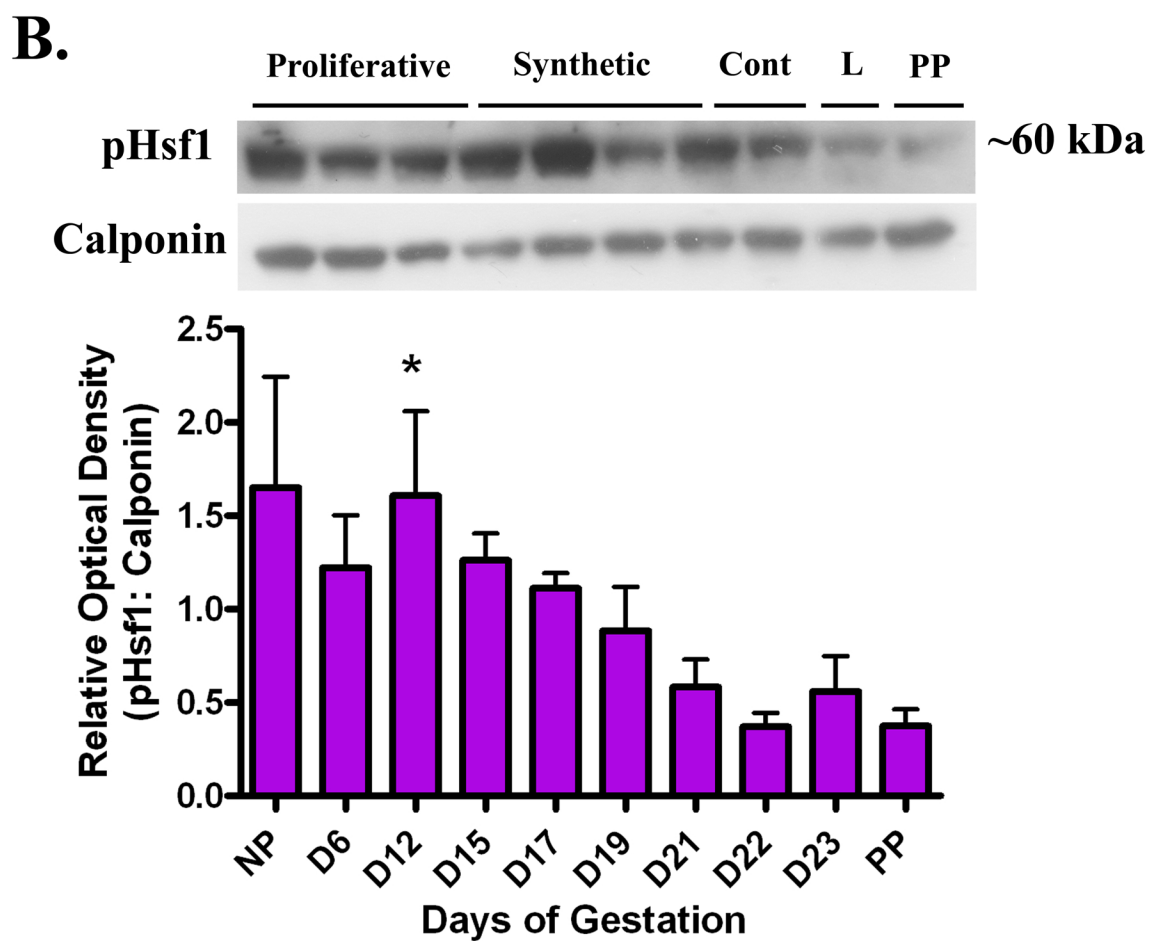 B.
Proliferative Synthetic Cont L PP
pHsf1 ~60 kDa
Calponin
Relative Optical Density
(pHsf1: Calponin)
2.5
2.0
1.5
1.0
0.5
0.0
*
NP D6 D12 D15 D17 D19 D21 D22 D23 PP
Days of Gestation